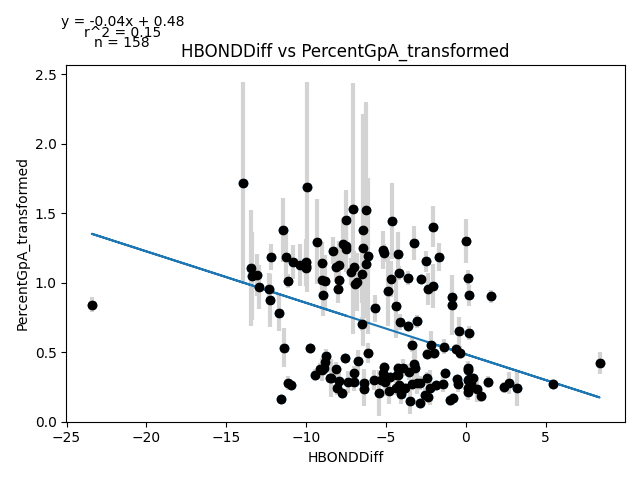 y = -0.04x + 0.48
r^2 = 0.15
n = 158
HBONDDiff vs PercentGpA_transformed
2.5
2.0
1.5
1.0
0.5
0.0
PercentGpA_transformed
−25
−20
−15
−10
−5
0
5
HBONDDiff